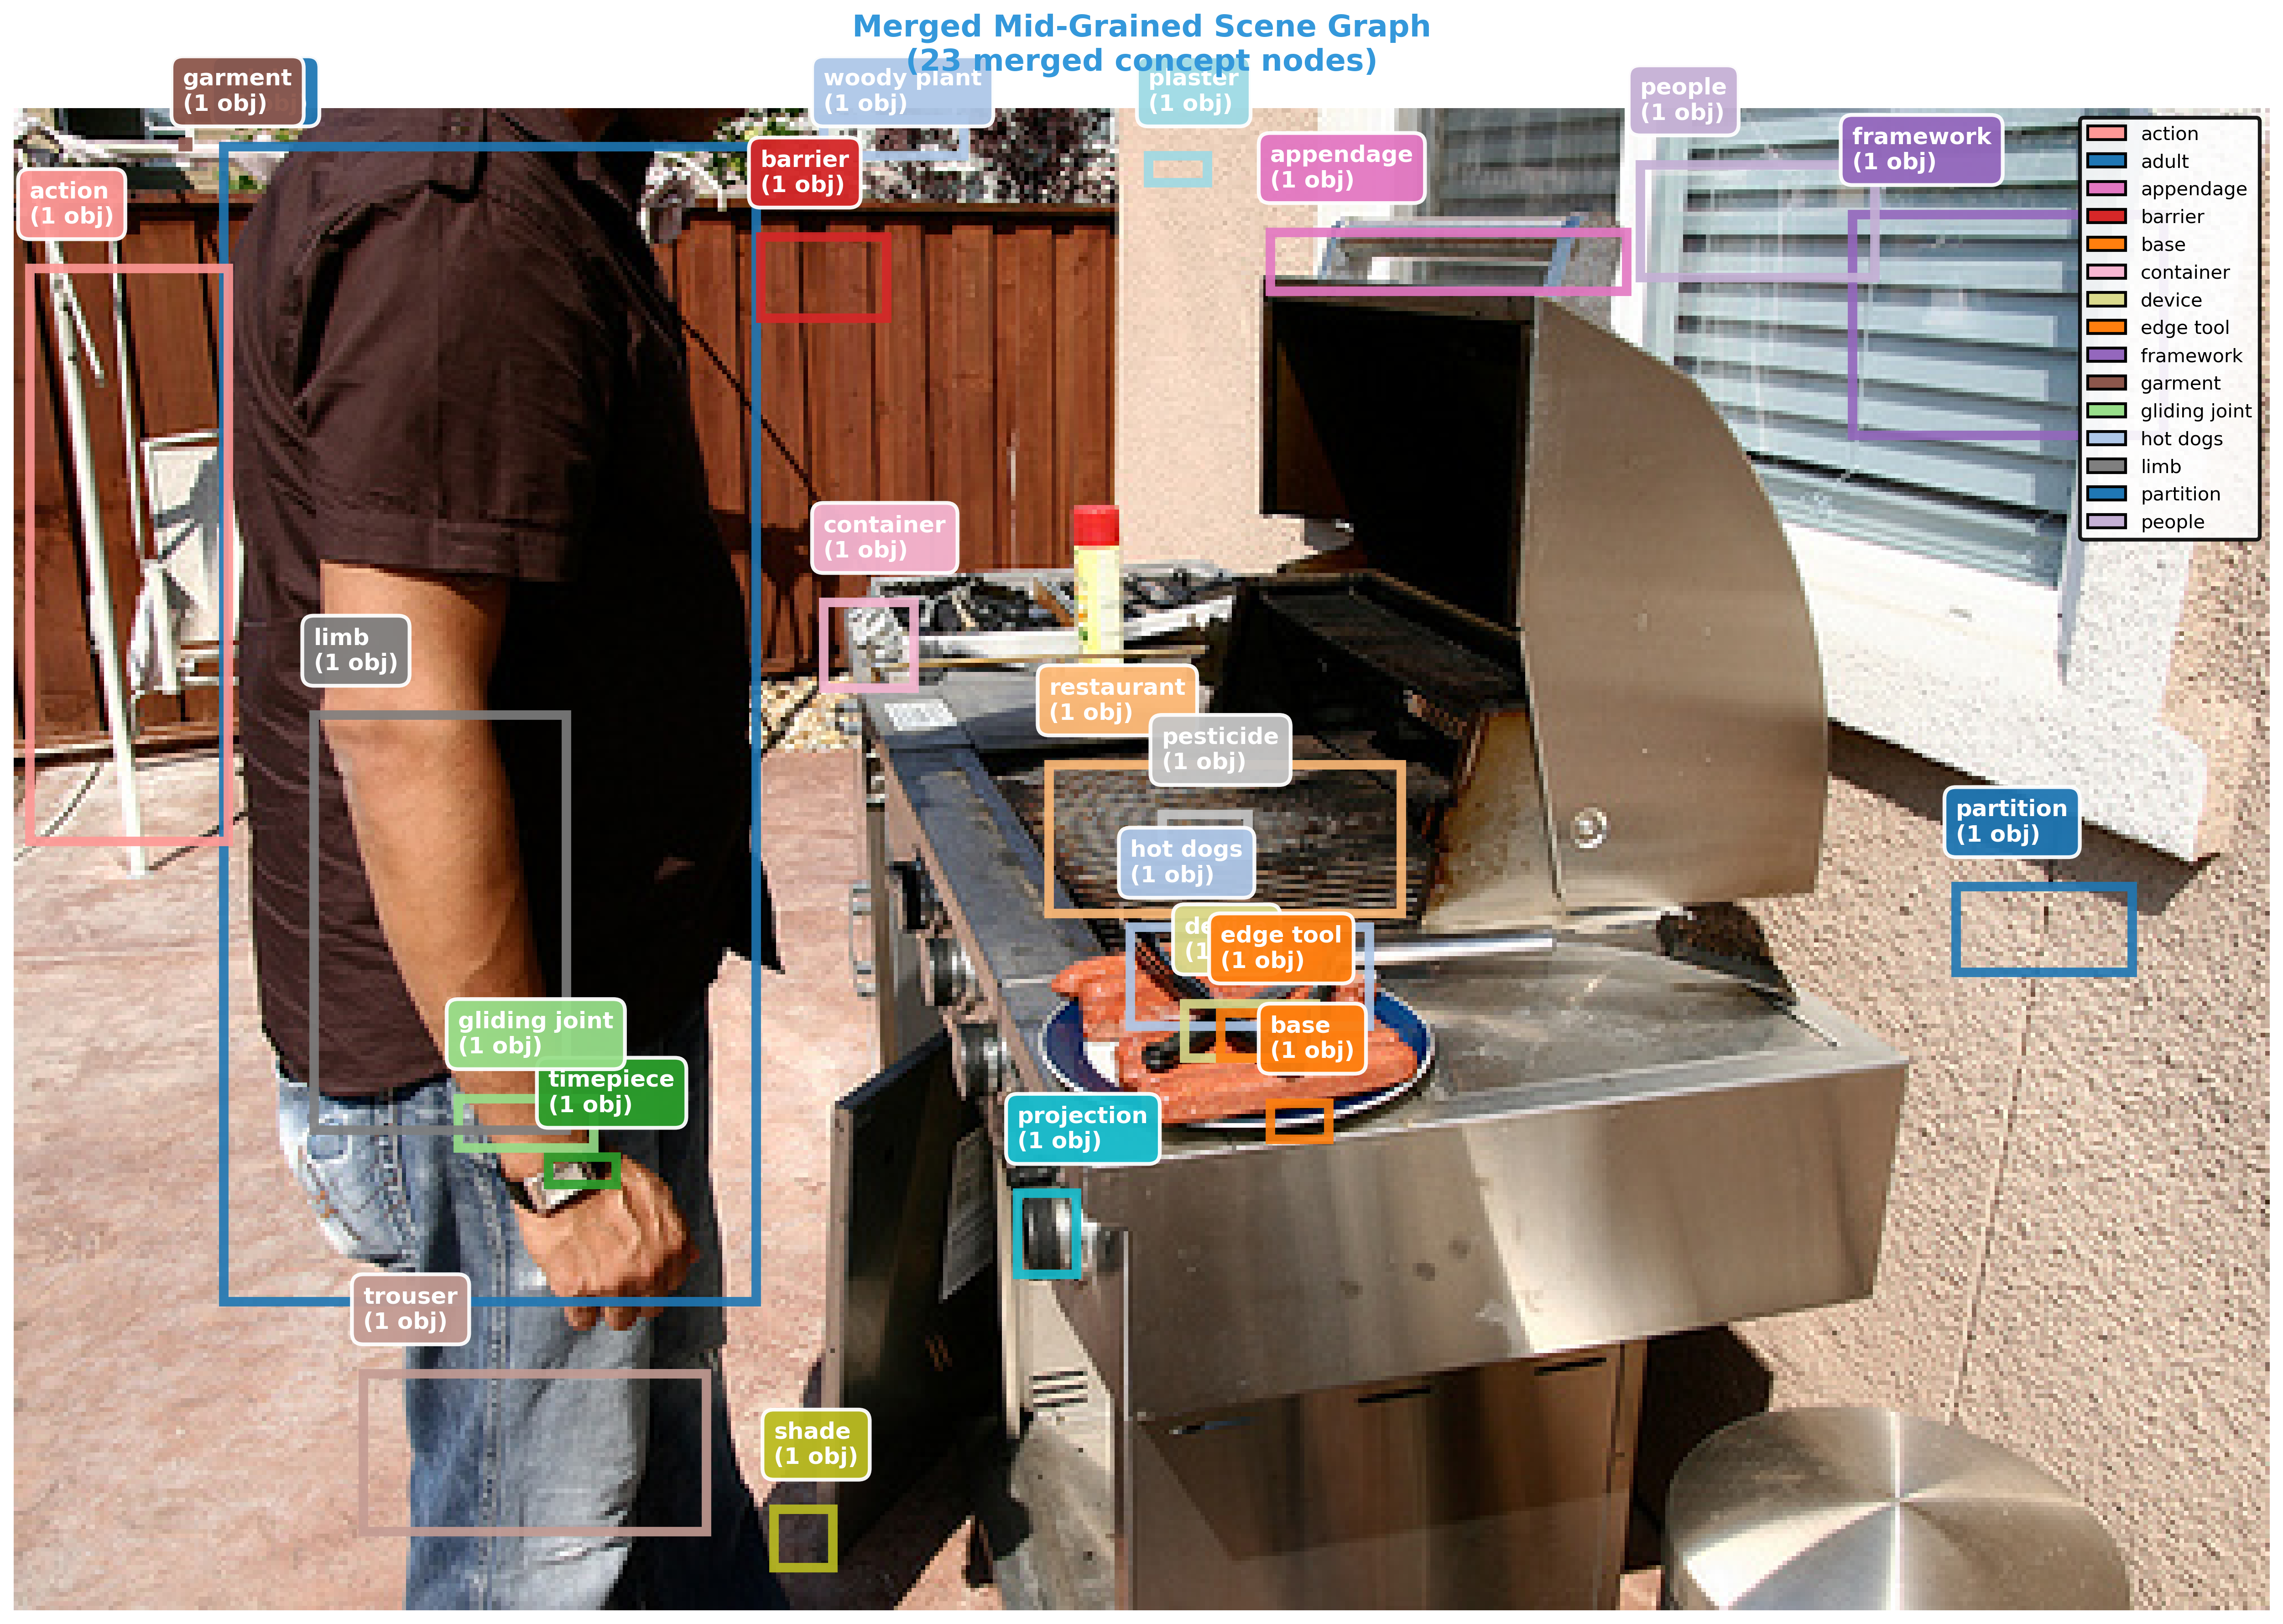 Merged Mid-Grained Scene Graph
(23 merged concept nodes)
garment
(1 obj)
woody plant
(1 obj)
plaster
(1 obj)
people
(1 obj)
framework
(1 obj)
barrier
(1 obj)
appendage
(1 obj)
action
(1 obj)
action
adult
appendage
barrier
base
container
device
edge tool
framework
garment
gliding joint
hot dogs
limb
partition
people
container
(1 obj)
limb
(1 obj)
restaurant
(1 obj)
pesticide
(1 obj)
partition
(1 obj)
hot dogs
(1 obj)
edge tool
(1 obj)
gliding joint
(1 obj)
base
(1 obj)
timepiece
(1 obj)
projection
(1 obj)
trouser
(1 obj)
shade
(1 obj)